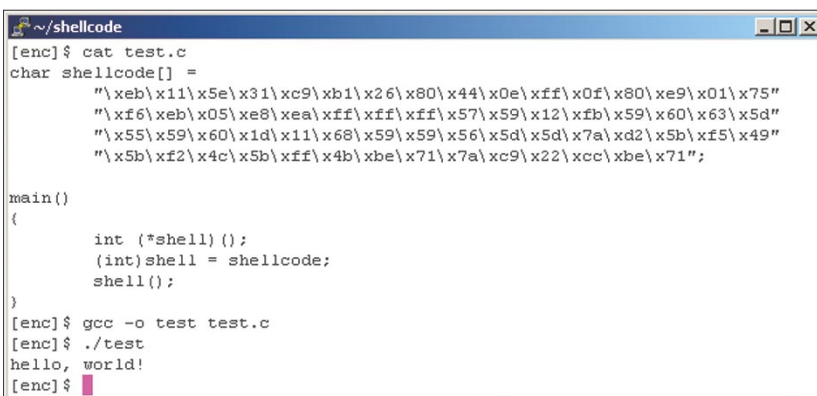 ~/shellcode
[enc]$ cat test.c
char shellcode[] =
"\xeb\x11\x5e\x31\xc9\xb1\x26\x80\x44\x0e\xff\x0f\x80\xe9\x01\x75"
"\xf6\xeb\x05\xe8\xea\xff\xff\xff\x57\x59\x12\xfb\x59\x60\x63\x5d"
"\x55\x59\x60\x1d\x11\x68\x59\x59\x56\x5d\x5d\x7a\xd2\x5b\xf5\x49"
"\x5b\xf2\x4c\x5b\xff\x4b\xbe\x71\x7a\xc9\x22\xcc\xbe\x71";
main()
{
int (*shell)();
(int)shell = shellcode;
shell();
}
[enc]$ gcc -o test test.c
[enc]$ ./test
hello, world!
[enc]$